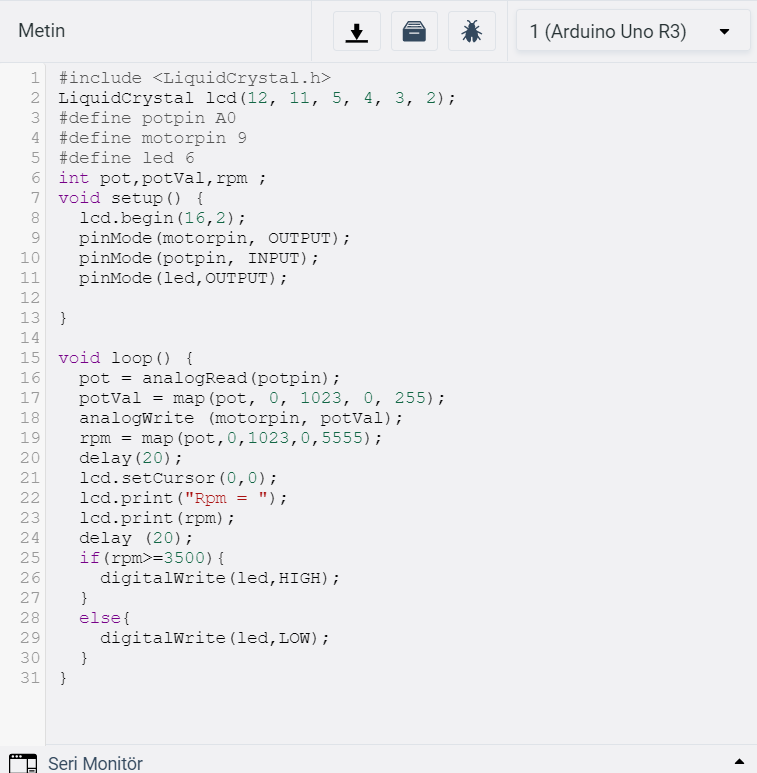 Metin
1 (Arduino Uno R3)
1 #include <LiquidCrystal.h>
2 LiquidCrystal lcd(12, 11, 5, 4, 3, 2);
3 #define potpin A0
4 #define motorpin 9
5 #define led 6
6 int pot,potVal,rpm ;
7 void setup() {
8   lcd.begin(16,2);
9   pinMode(motorpin, OUTPUT);
10   pinMode(potpin, INPUT);
11   pinMode(led,OUTPUT);
12
13 }
14
15 void loop() {
16   pot = analogRead(potpin);
17   potVal = map(pot, 0, 1023, 0, 255);
18   analogWrite (motorpin, potVal);
19   rpm = map(pot,0,1023,0,5555);
20   delay(20);
21   lcd.setCursor(0,0);
22   lcd.print("Rpm = ");
23   lcd.print(rpm);
24   delay (20);
25   if(rpm>=3500){
26     digitalWrite(led,HIGH);
27   }
28   else{
29     digitalWrite(led,LOW);
30   }
31 }
Seri Monitör